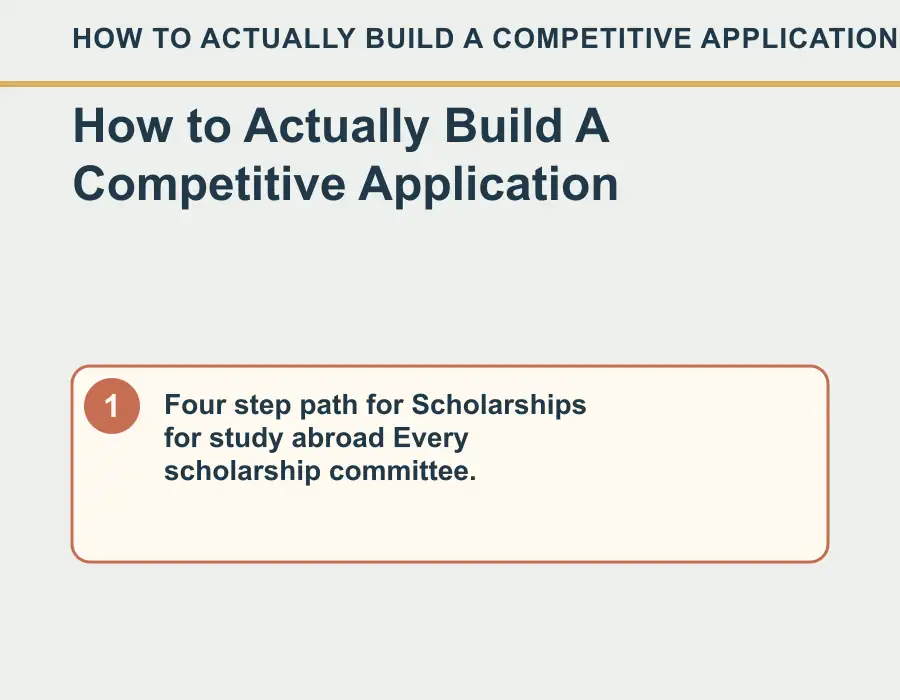 HOW TO ACTUALLY BUILD A COMPETITIVE APPLICATION
How to Actually Build A
Competitive Application
1
Four step path for Scholarships
for study abroad Every
scholarship committee.